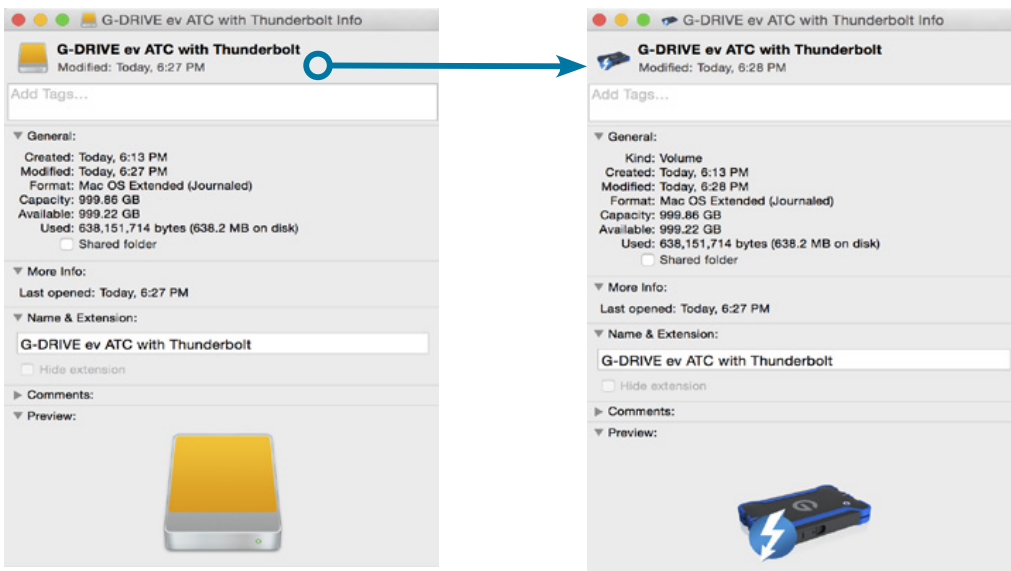 G-DRIVE ev ATC with Thunderbolt Info
G-DRIVE ev ATC with Thunderbolt
Modified: Today, 6:27 PM
Add Tags...
General:
Created: Today, 6:13 PM
Modified: Today, 6:27 PM
Format: Mac OS Extended (Journaled)
Capacity: 999.86 GB
Available: 999.22 GB
Used: 638,151,714 bytes (638.2 MB on disk)
Shared folder
More Info:
Last opened: Today, 6:27 PM
Name & Extension:
G-DRIVE ev ATC with Thunderbolt
Hide extension
Comments:
Preview:
G-DRIVE ev ATC with Thunderbolt Info
G-DRIVE ev ATC with Thunderbolt
Modified: Today, 6:28 PM
Add Tags...
General:
Kind: Volume
Created: Today, 6:13 PM
Modified: Today, 6:28 PM
Format: Mac OS Extended (Journaled)
Capacity: 999.86 GB
Available: 999.22 GB
Used: 638,151,714 bytes (638.2 MB on disk)
Shared folder
More Info:
Last opened: Today, 6:27 PM
Name & Extension:
G-DRIVE ev ATC with Thunderbolt
Hide extension
Comments:
Preview: